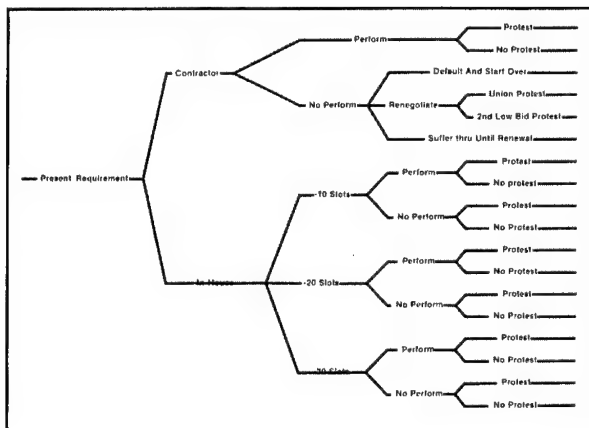 Protest
Perform
No Protest
Contractor
Default And Start Over
No Perform
Renegotiate
Union Protest
2nd Low Bid Protest
Suffer thru Until Renewal
Present Requirement
Protest
Perform
No protest
-10 Slots
Protest
No Perform
No Protest
Protest
Perform
No Protest
In House
-20 Slots
Protest
No Perform
No Protest
Protest
Perform
No Protest
-30 Slots
Protest
No Perform
No Protest